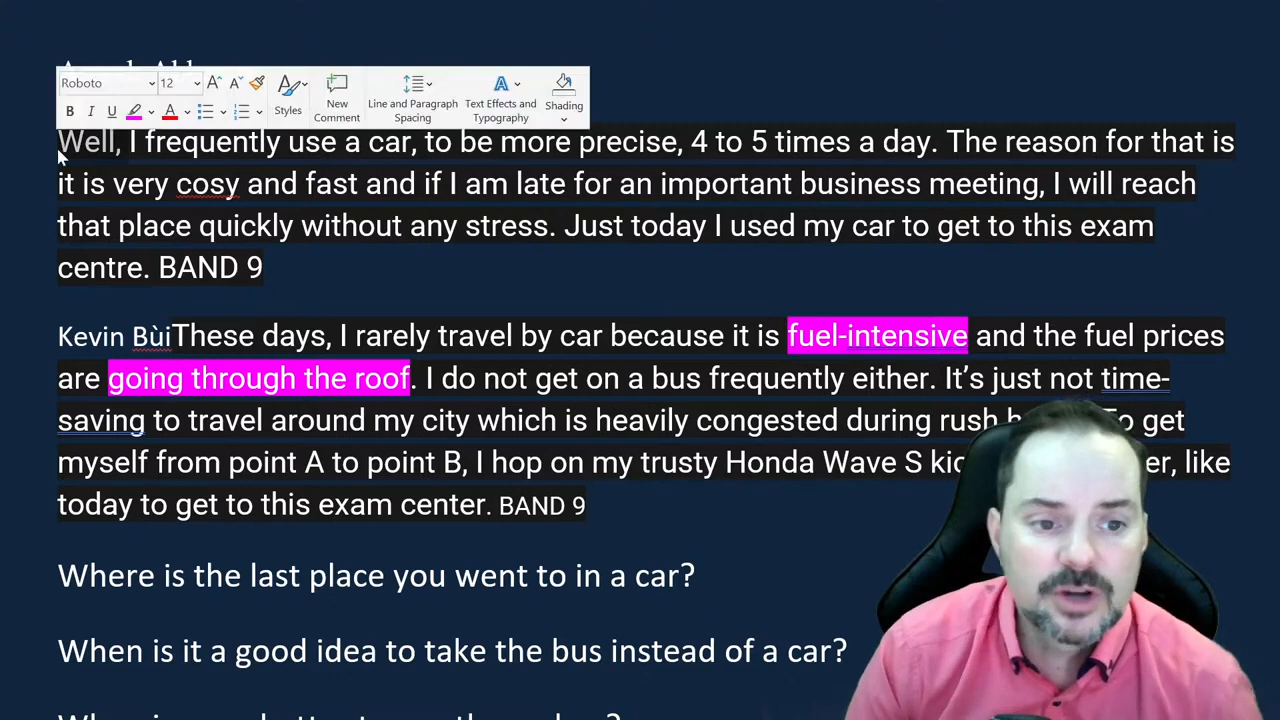 Roboto 12
B I U Styles New Comment Line and Paragraph Spacing Text Effects and Typography Shading
Well, I frequently use a car, to be more precise, 4 to 5 times a day. The reason for that is
it is very cosy and fast and if I am late for an important business meeting, I will reach
that place quickly without any stress. Just today I used my car to get to this exam
centre. BAND 9
Kevin BùiThese days, I rarely travel by car because it is fuel-intensive and the fuel prices
are going through the roof. I do not get on a bus frequently either. It’s just not time-
saving to travel around my city which is heavily congested during rush To get
myself from point A to point B, I hop on my trusty Honda Wave S like
today to get to this exam center. BAND 9
Where is the last place you went to in a car?
When is it a good idea to take the bus instead of a car?